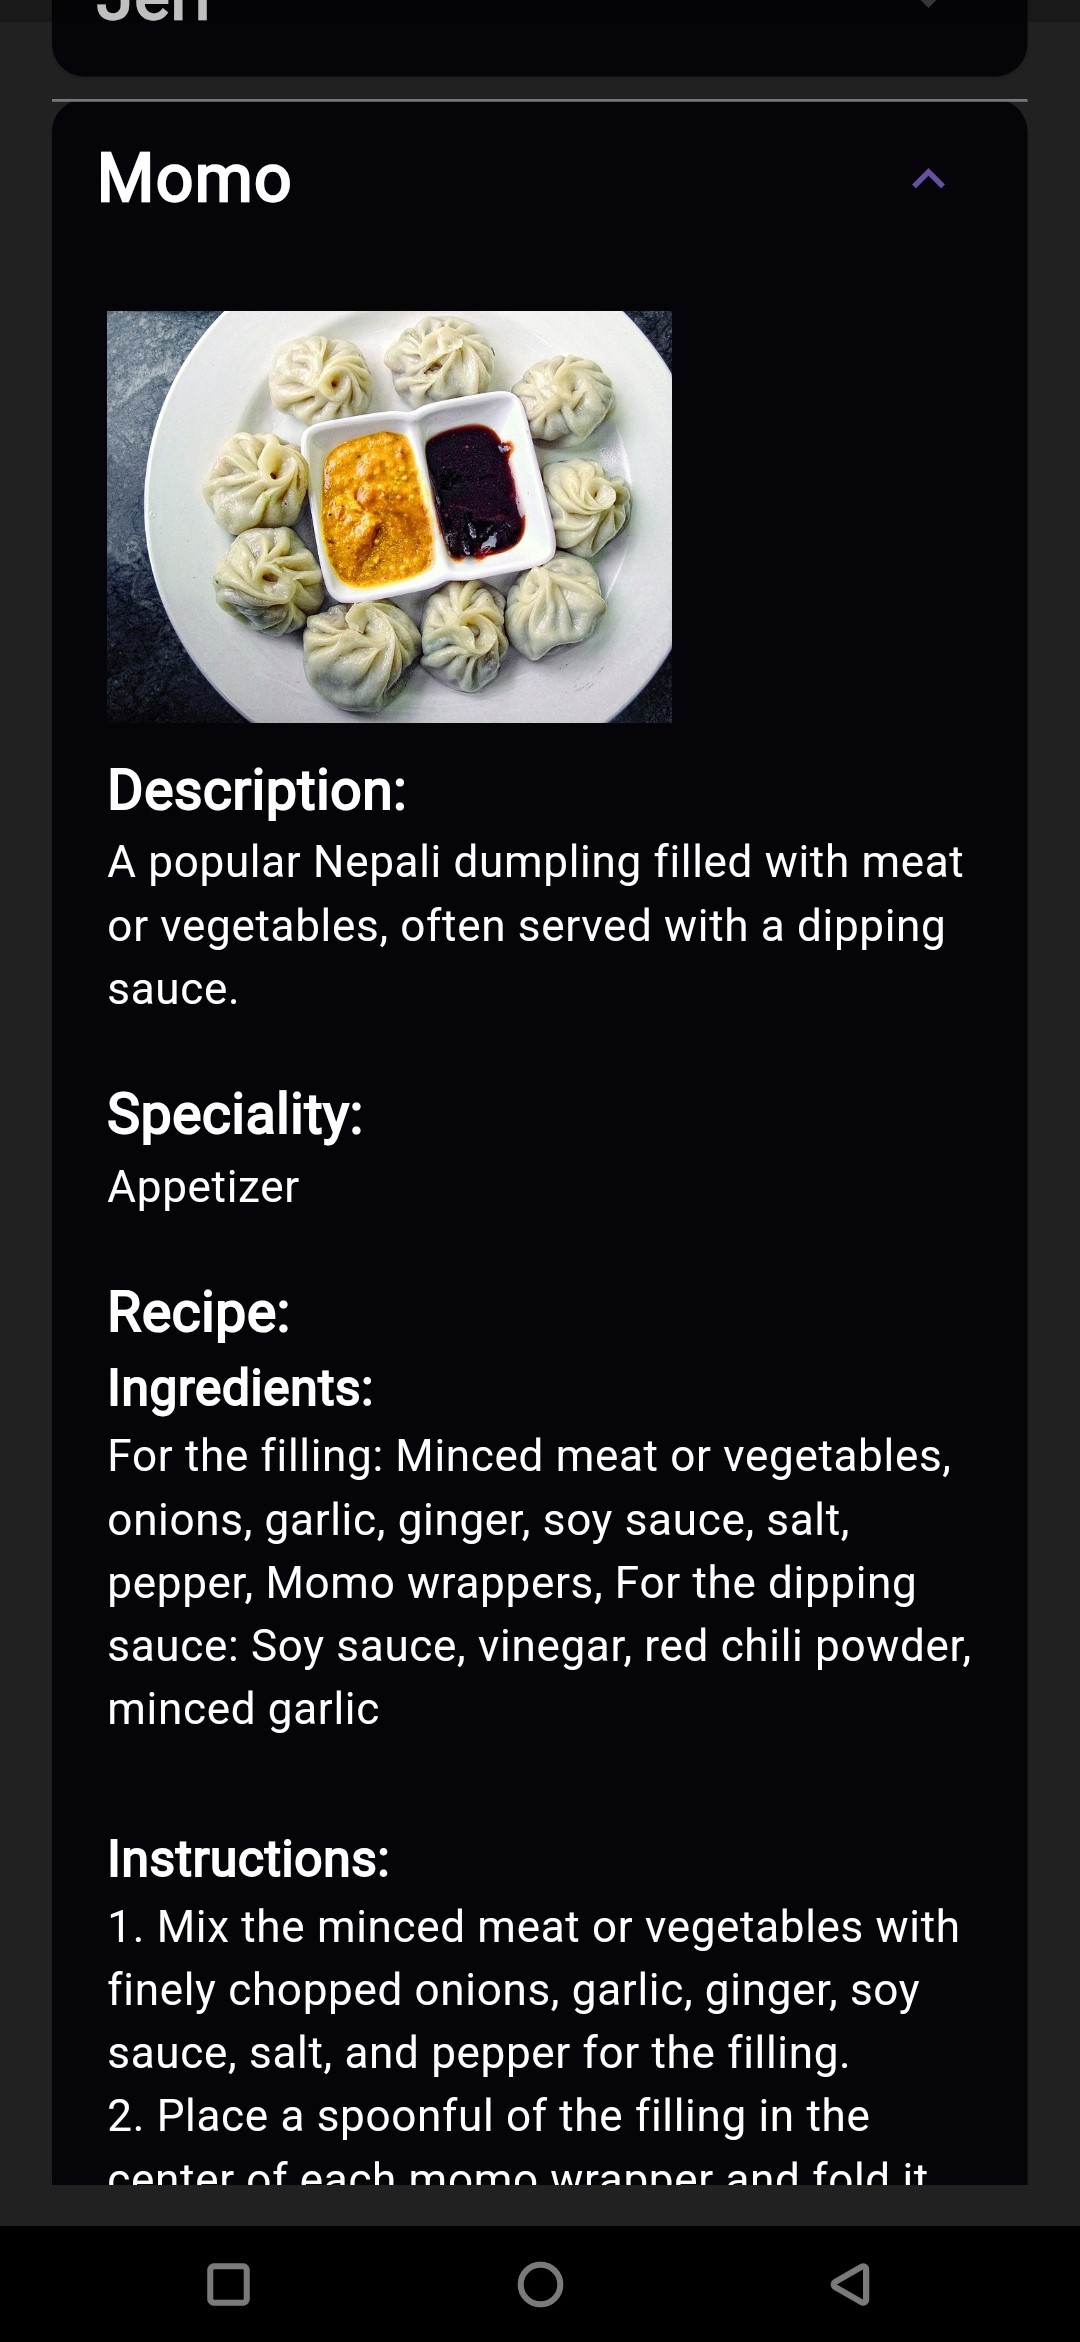 Jeri
Momo
Description:
A popular Nepali dumpling filled with meat
or vegetables, often served with a dipping
sauce.
Speciality:
Appetizer
Recipe:
Ingredients:
For the filling: Minced meat or vegetables,
onions, garlic, ginger, soy sauce, salt,
pepper, Momo wrappers, For the dipping
sauce: Soy sauce, vinegar, red chili powder,
minced garlic
Instructions:
1. Mix the minced meat or vegetables with
finely chopped onions, garlic, ginger, soy
sauce, salt, and pepper for the filling.
2. Place a spoonful of the filling in the
center of each momo wrapper and fold it